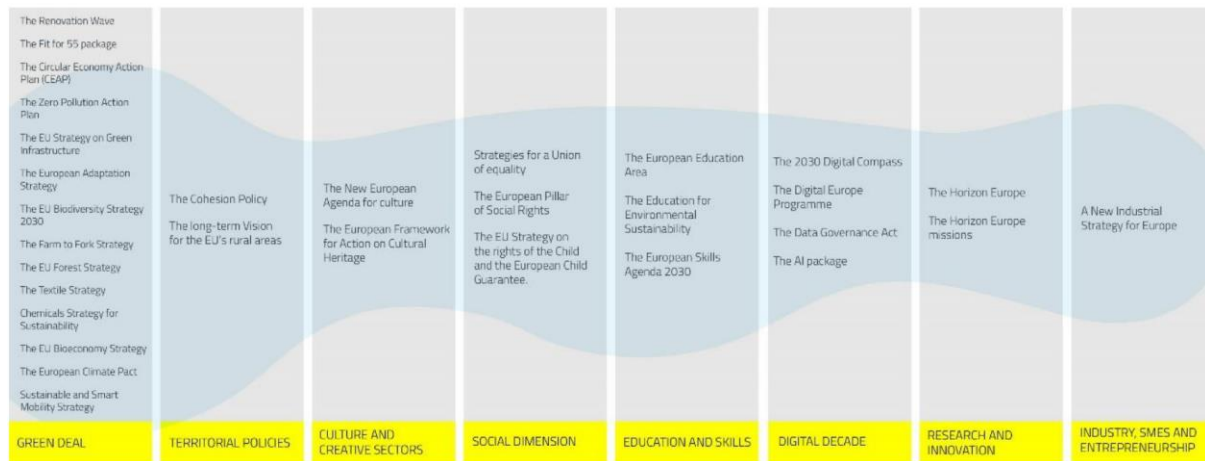 The Renovation Wave
The Fit for 55 package
The Circular Economy Action
Plan (CEAP)
The Zero Pollution Action
Plan
The EU Strategy on Green
Infrastructure
The European Adaptation
Strategy
The EU Biodiversity Strategy
2030
The Farm to Fork Strategy
The EU Forest Strategy
The Textile Strategy
Chemicals Strategy for
Sustainability
The EU Bioeconomy Strategy
The European Climate Pact
Sustainable and Smart
Mobility Strategy
GREEN DEAL
The Cohesion Policy
The long-term Vision
for the EU's rural areas
TERRITORIAL POLICIES
The New European
Agenda for culture
The European Framework
for Action on Cultural
Heritage
CULTURE AND
CREATIVE SECTORS
Strategies for a Union
of equality
The European Pillar
of Social Rights
The EU Strategy on
the rights of the Child
and the European Child
Guarantee.
SOCIAL DIMENSION
The European Education
Area
The Education for
Environmental
Sustainability
The European Skills
Agenda 2030
EDUCATION AND SKILLS
The 2030 Digital Compass
The Digital Europe
Programme
The Data Governance Act
The AI package
DIGITAL DECADE
The Horizon Europe
The Horizon Europe
missions
RESEARCH AND
INNOVATION
A New Industrial
Strategy for Europe
INDUSTRY, SMES AND
ENTREPRENEURSHIP